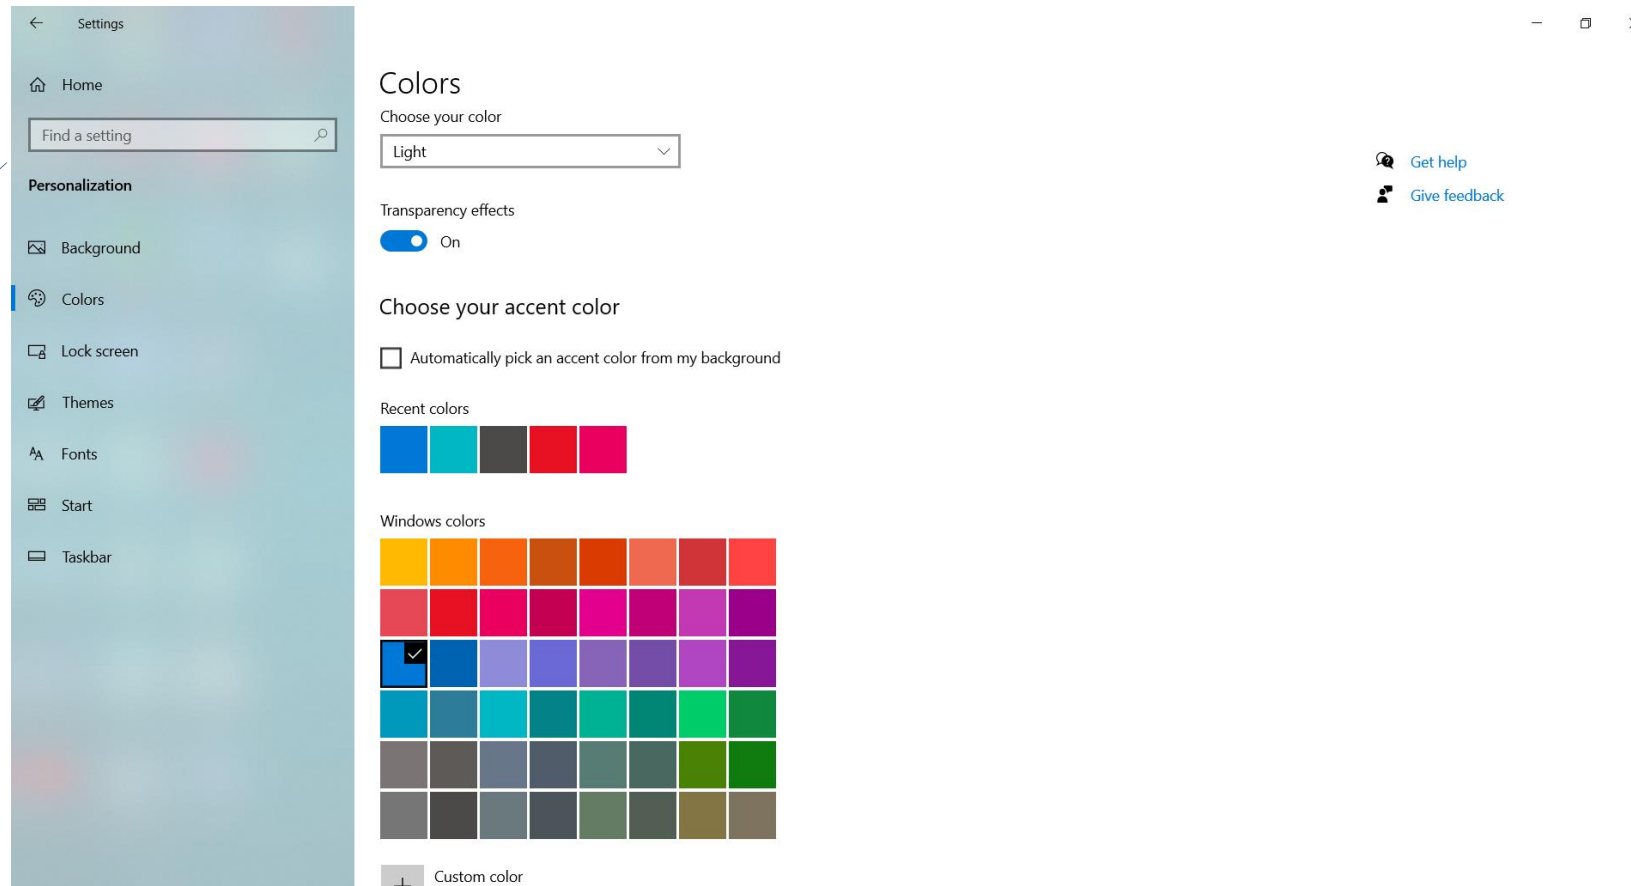 Settings
Home
Find a setting
Personalization
Background
Colors
Lock screen
Themes
Fonts
Start
Taskbar
Colors
Choose your color
Light
Transparency effects
On
Choose your accent color
Automatically pick an accent color from my background
Recent colors
Windows colors
Custom color
Get help
Give feedback